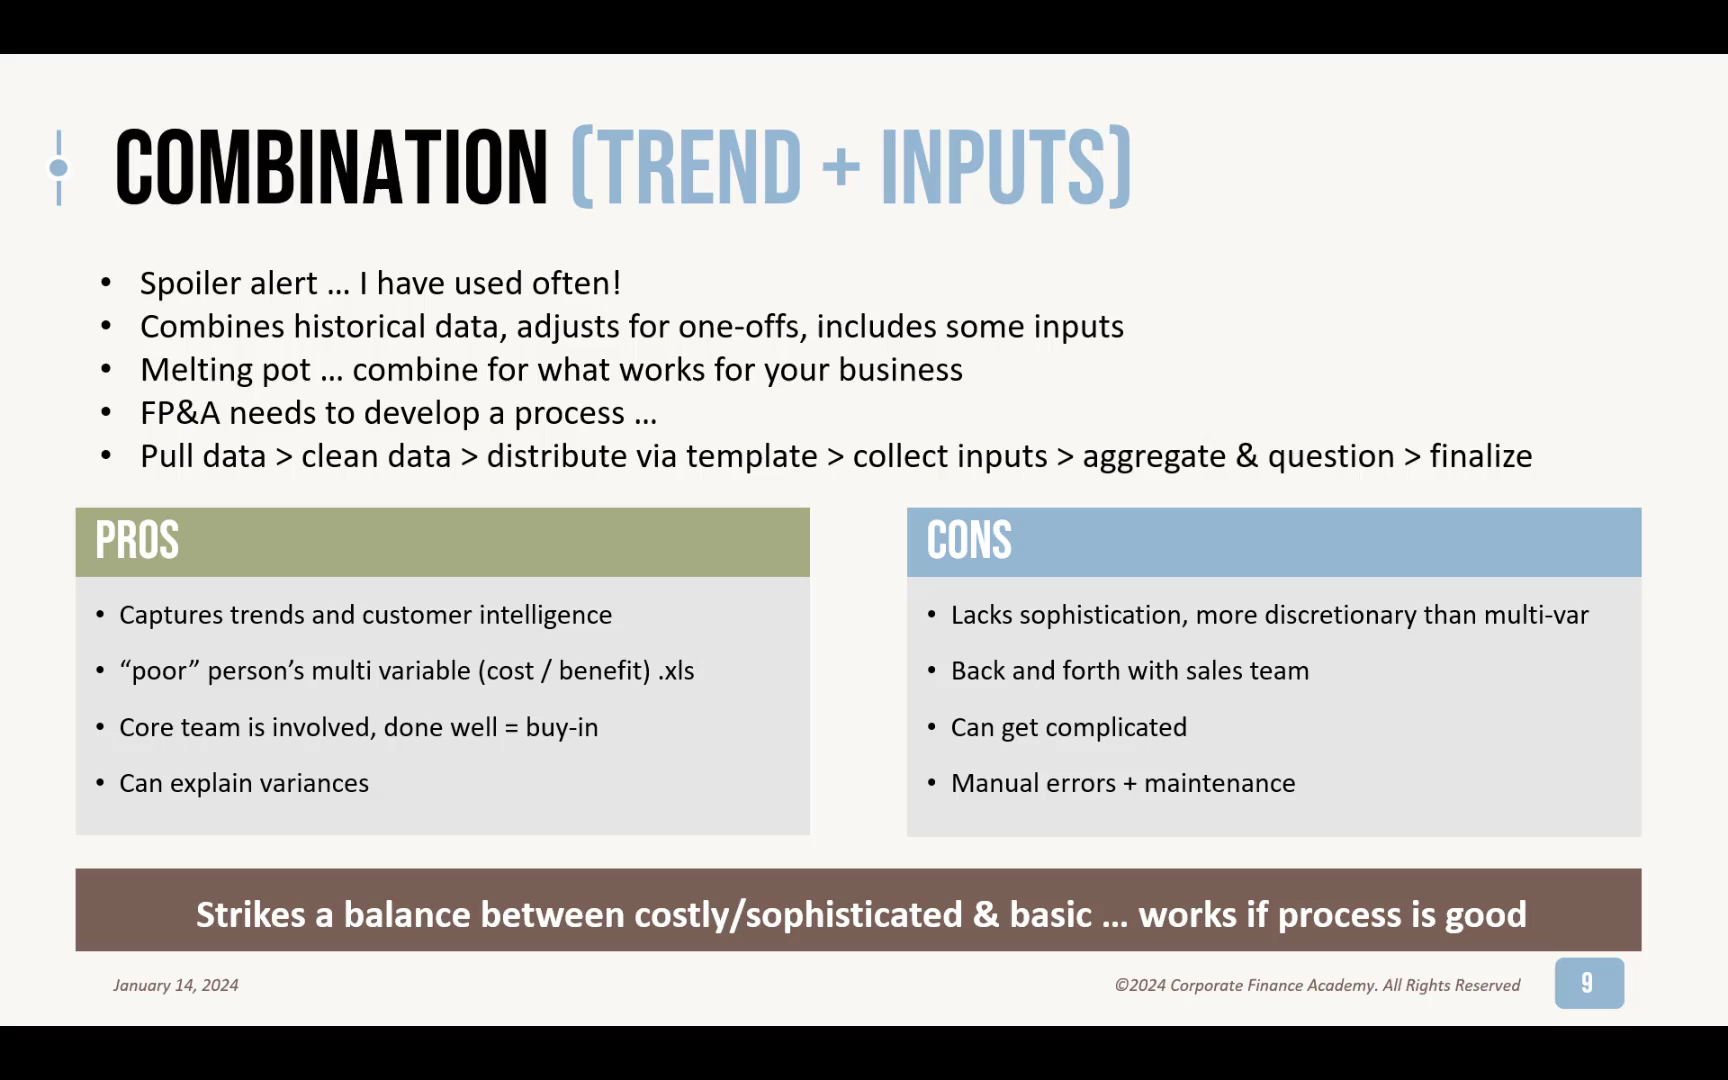 COMBINATION (TREND + INPUTS)
• Spoiler alert ... I have used often!
• Combines historical data, adjusts for one-offs, includes some inputs
• Melting pot ... combine for what works for your business
• FP&A needs to develop a process ...
• Pull data > clean data > distribute via template > collect inputs > aggregate & question > finalize
PROS
• Captures trends and customer intelligence
• “poor” person’s multi variable (cost / benefit) .xls
• Core team is involved, done well = buy-in
• Can explain variances
CONS
• Lacks sophistication, more discretionary than multi-var
• Back and forth with sales team
• Can get complicated
• Manual errors + maintenance
Strikes a balance between costly/sophisticated & basic ... works if process is good
January 14, 2024
©2024 Corporate Finance Academy. All Rights Reserved
9